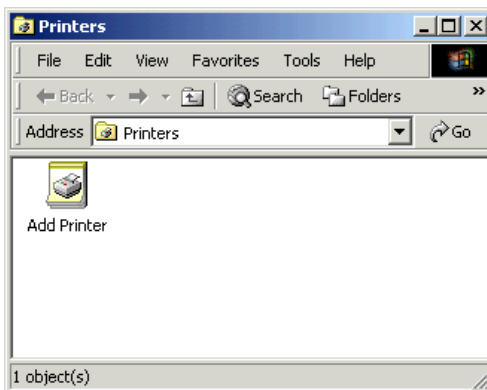 Printers
File Edit View Favorites Tools Help
Back Search Folders »
Address Printers Go
Add Printer
1 object(s)